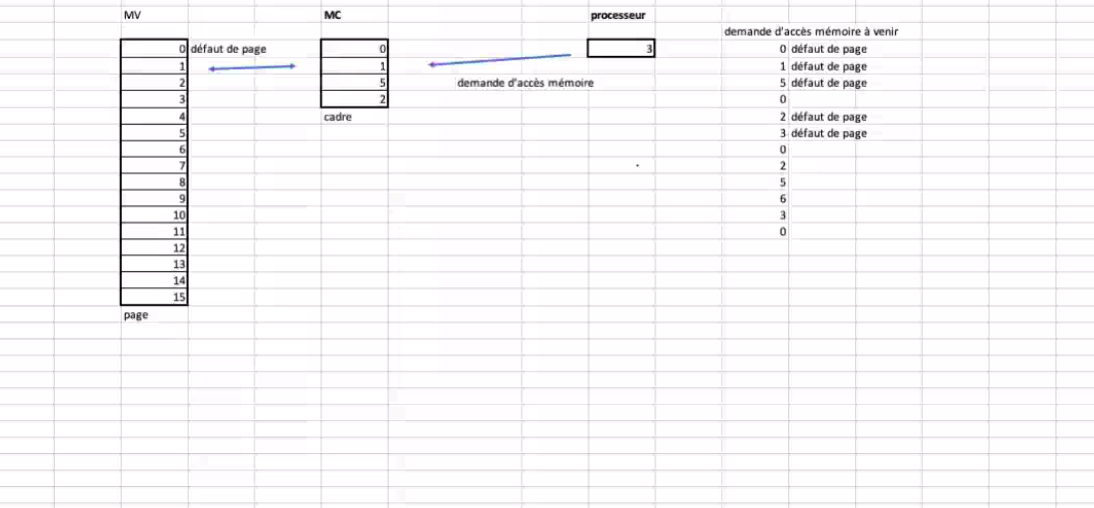 MV MC processeur
demande d'accès mémoire à venir
0 défaut de page 0 3 0 défaut de page
1 1 1 défaut de page
2 5 demande d'accès mémoire 5 défaut de page
3 2 0
4 cadre 2 défaut de page
5 3 défaut de page
6 0
7 2
8 5
9 6
10 3
11 0
12
13
14
15
page